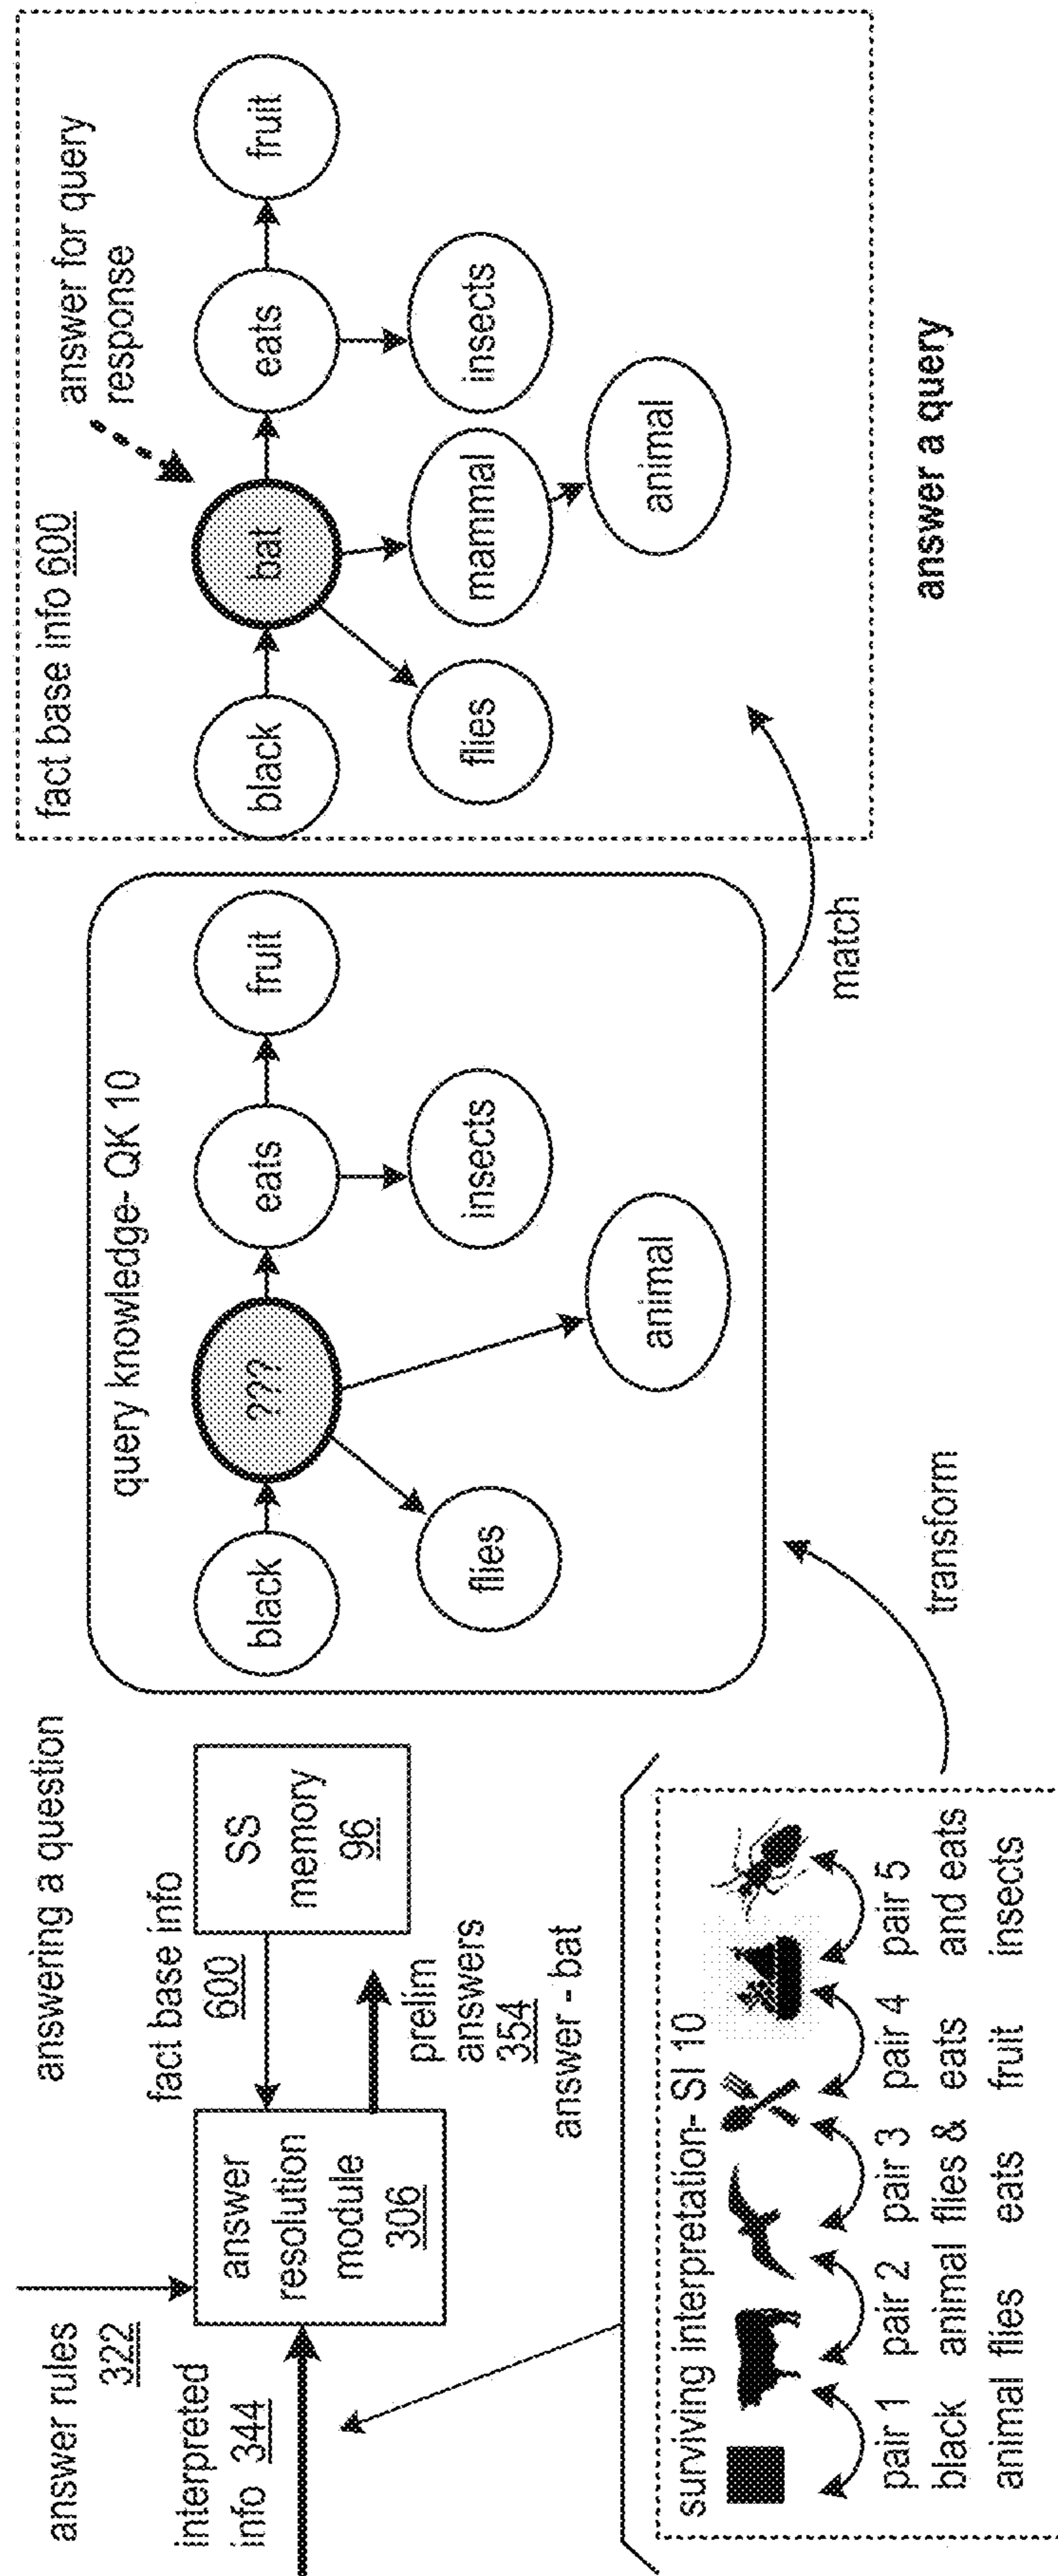 answering a question
answer rules
322
interpreted
info 344
answer
resolution
module
306
fact base info
600
SS
memory
96
prelim
answers
354
answer - bat
surviving interpretation- SI 10
pair 1
black
animal
pair 2
animal
flies
pair 3
flies &
eats
pair 4
eats
fruit
pair 5
and eats
insects
transform
query knowledge- QK 10
black
???
eats
fruit
flies
insects
animal
match
fact base info 600
answer for query
response
black
bat
eats
fruit
flies
mammal
insects
animal
answer a query